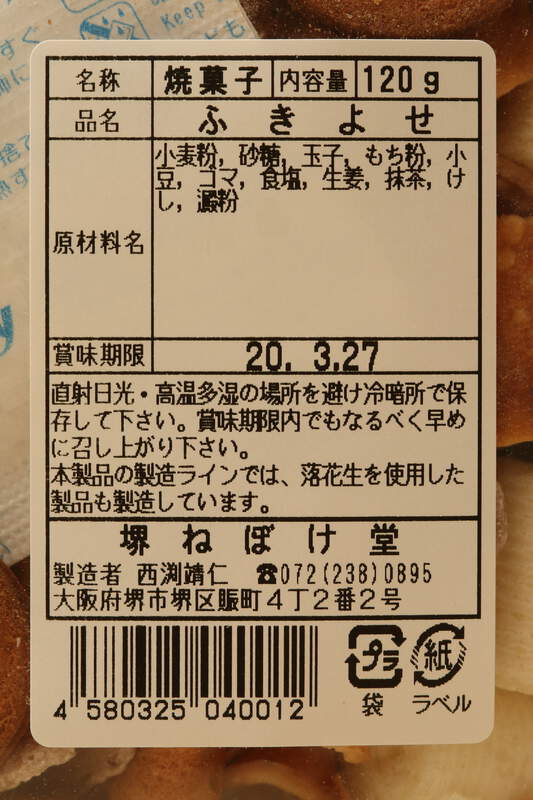 Keep
名称 焼菓子 内容量 120g
品名 ふきよせ
原材料名 小麦粉, 砂糖, 玉子, もち粉, 小
豆, ゴマ, 食塩, 生姜, 抹茶, け
し, 澱粉
賞味期限 20. 3.27
直射日光・高温多湿の場所を避け冷暗所で保
存して下さい。賞味期限内でもなるべく早め
に召し上がり下さい。
本製品の製造ラインでは、落花生を使用した
製品も製造しています。
堺ねぼけ堂
製造者 西渕靖仁 ☎072(238)0895
大阪府堺市堺区賑町4丁2番2号
プラ 紙
袋 ラベル
4 580325 040012